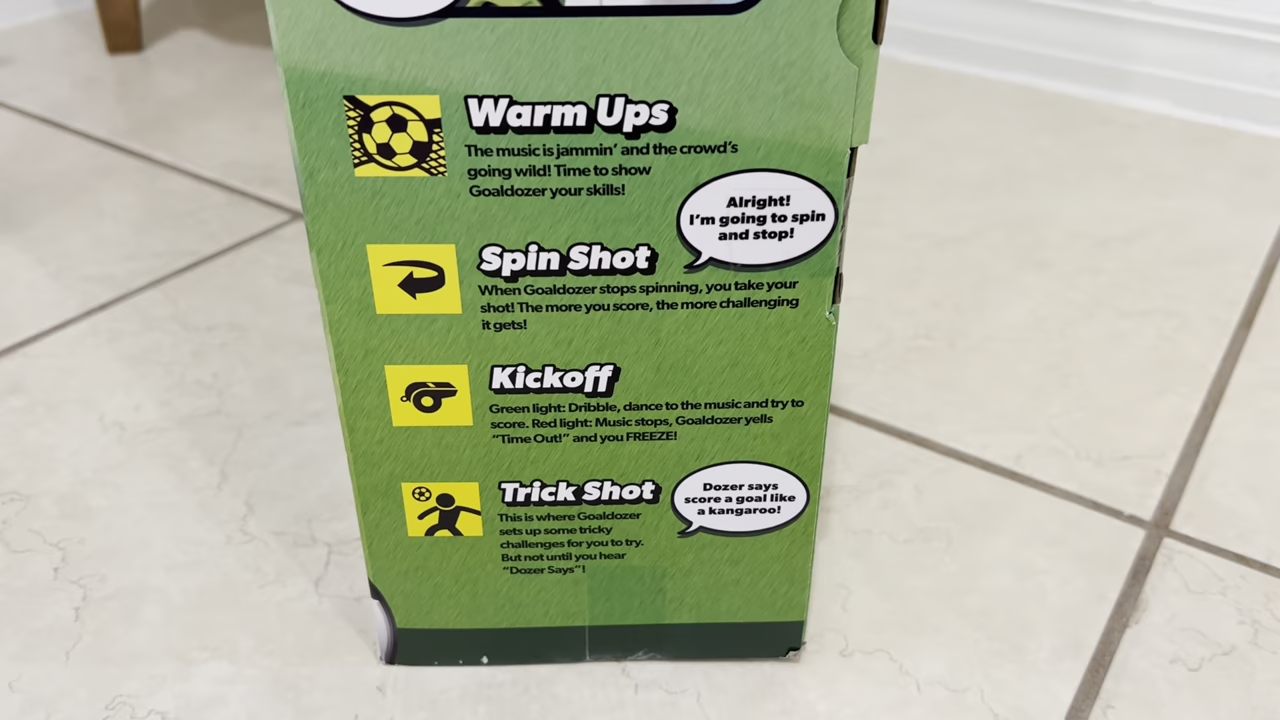 Warm Ups
The music is jammin' and the crowd's
going wild! Time to show
Goaldozer your skills!
Alright!
I'm going to spin
and stop!
Spin Shot
When Goaldozer stops spinning, you take your
shot! The more you score, the more challenging
it gets!
Kickoff
Green light: Dribble, dance to the music and try to
score. Red light: Music stops, Goaldozer yells
"Time Out!" and you FREEZE!
Trick Shot
This is where Goaldozer
sets up some tricky
challenges for you to try.
But not until you hear
"Dozer Says"!
Dozer says
score a goal like
a kangaroo!